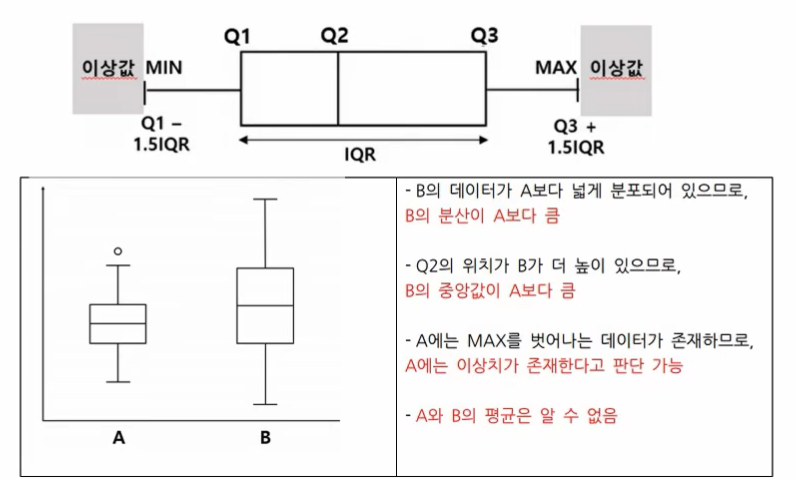 Q1 Q2 Q3
이상값 MIN MAX 이상값
Q1 –
1.5IQR
Q3 +
1.5IQR
IQR
- B의 데이터가 A보다 넓게 분포되어 있으므로,
B의 분산이 A보다 큼
- Q2의 위치가 B가 더 높이 있으므로,
B의 중앙값이 A보다 큼
- A에는 MAX를 벗어나는 데이터가 존재하므로,
A에는 이상치가 존재한다고 판단 가능
- A와 B의 평균은 알 수 없음
A B